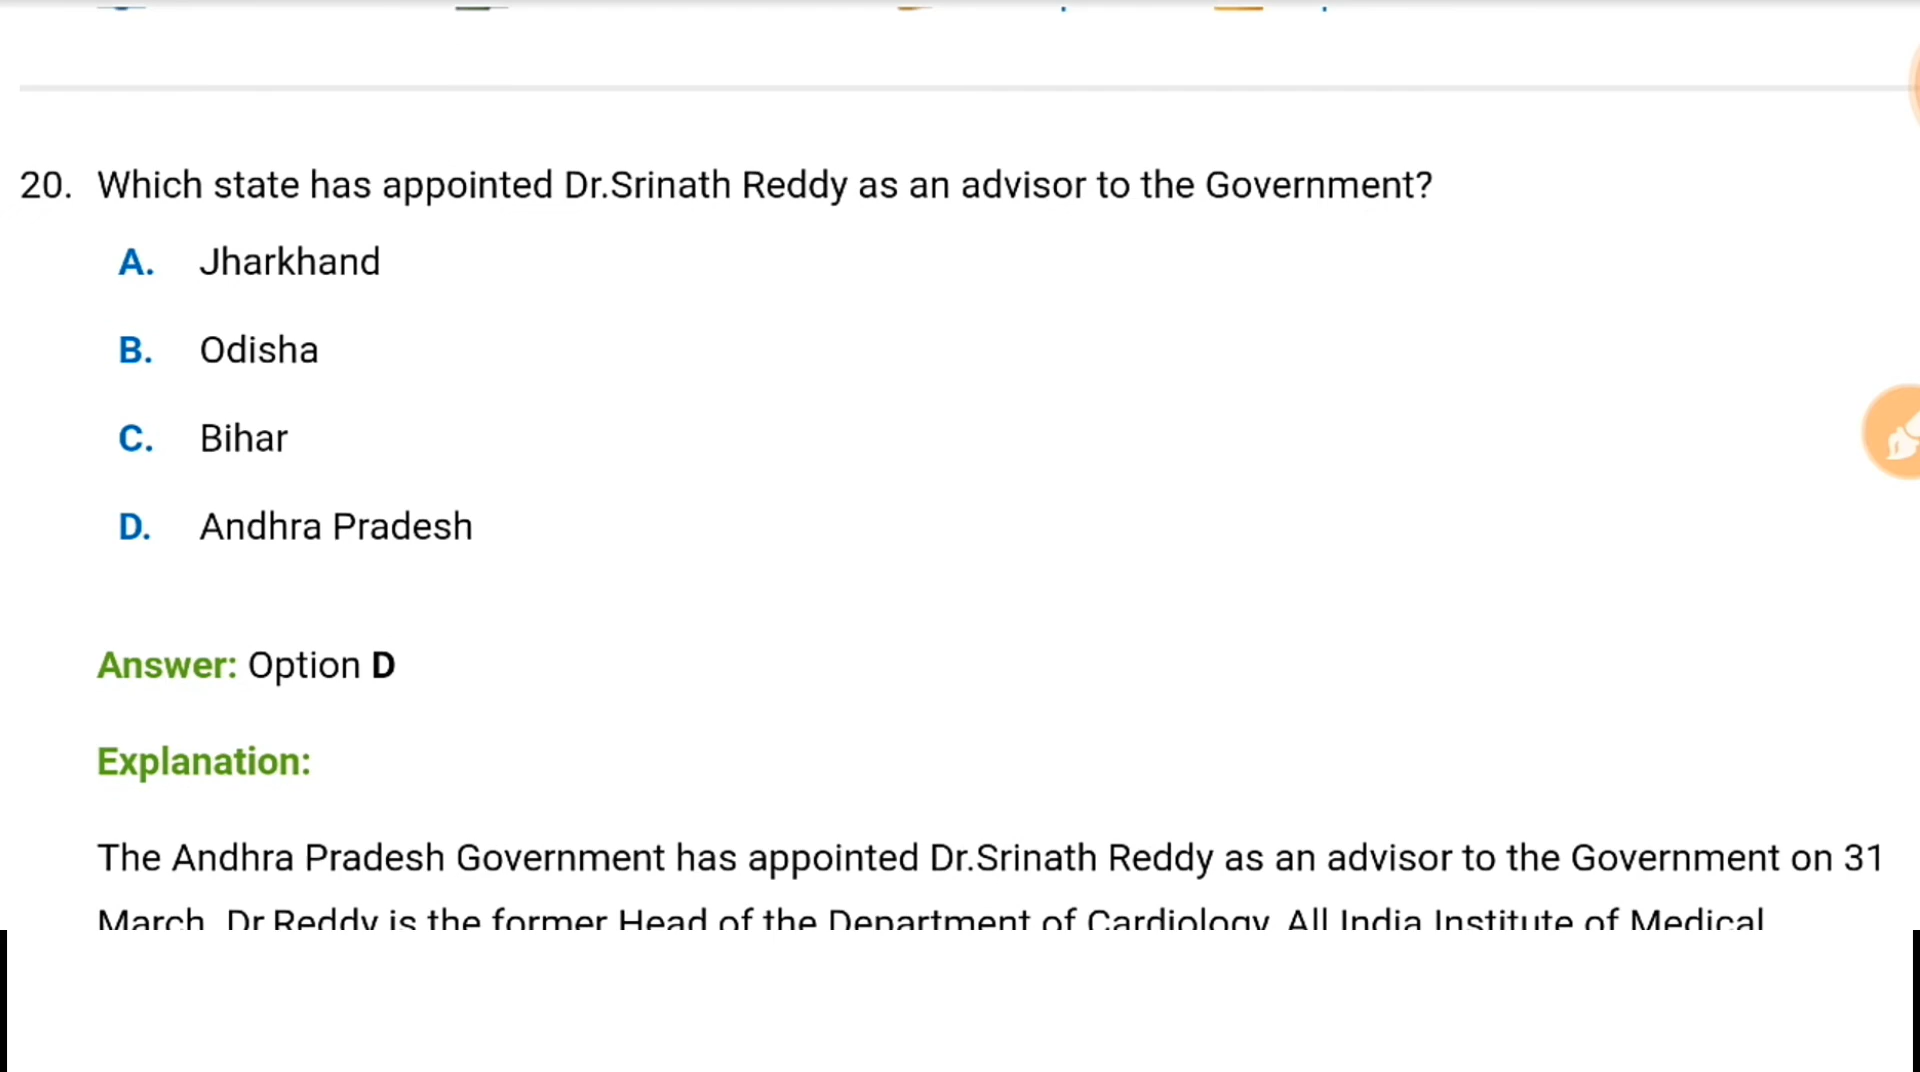 20. Which state has appointed Dr.Srinath Reddy as an advisor to the Government?
A. Jharkhand
B. Odisha
C. Bihar
D. Andhra Pradesh
Answer: Option D
Explanation:
The Andhra Pradesh Government has appointed Dr.Srinath Reddy as an advisor to the Government on 31
March. Dr.Reddy is the former Head of the Department of Cardiology, All India Institute of Medical